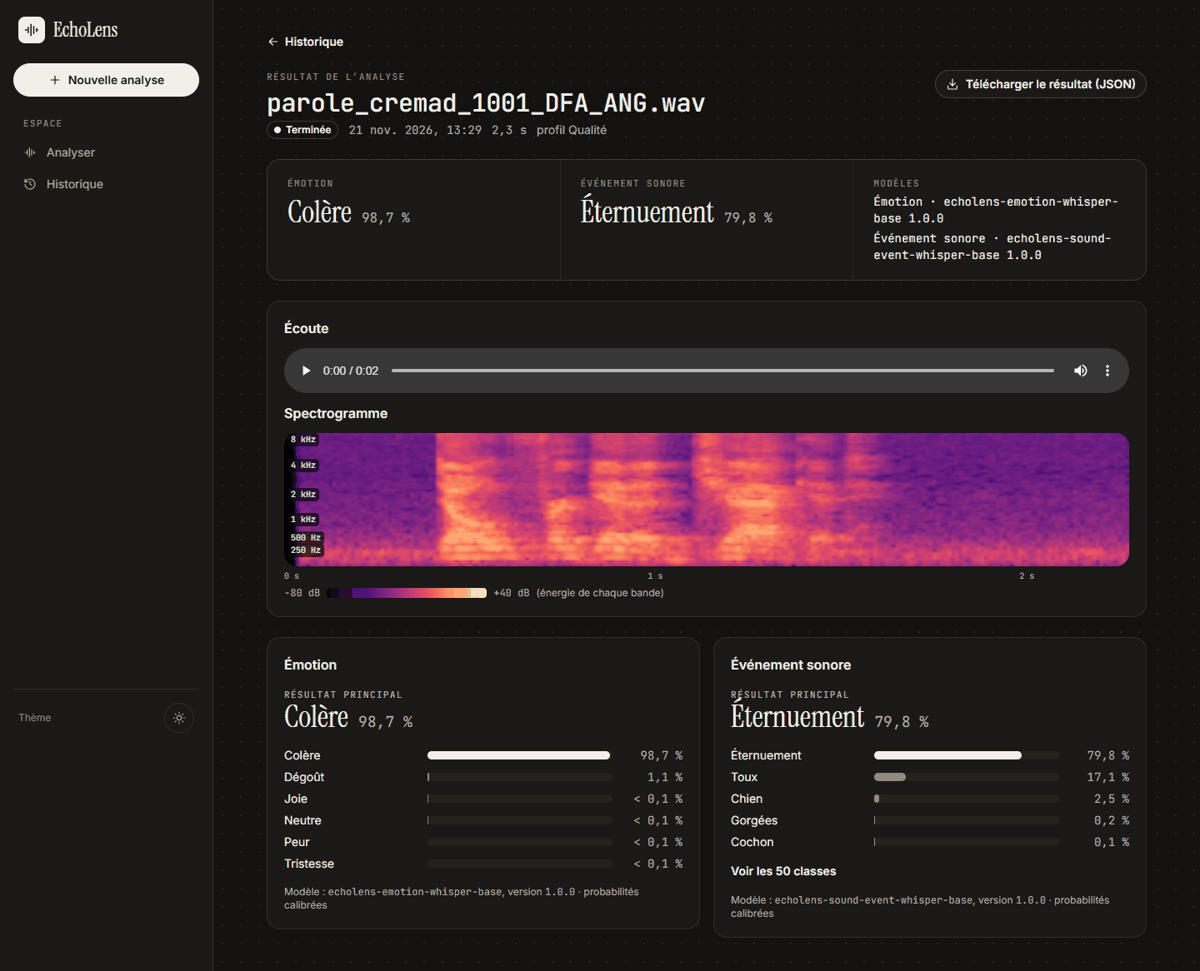 EchoLens
Nouvelle analyse
ESPACE
Analyser
Historique
Thème
Historique
RÉSULTAT DE L'ANALYSE
parole_cremad_1001_DFA_ANG.wav
Télécharger le résultat (JSON)
Terminée 21 nov. 2026, 13:29 2,3 s profil Qualité
ÉMOTION
Colère 98,7 %
ÉVÉNEMENT SONORE
Éternuement 79,8 %
MODÈLES
Émotion · echolens-emotion-whisper-
base 1.0.0
Événement sonore · echolens-sound-
event-whisper-base 1.0.0
Écoute
0:00 / 0:02
Spectrogramme
8 kHz
4 kHz
2 kHz
1 kHz
500 Hz
250 Hz
0 s 1 s 2 s
-80 dB +40 dB (énergie de chaque bande)
Émotion
RÉSULTAT PRINCIPAL
Colère 98,7 %
Colère 98,7 %
Dégoût 1,1 %
Joie < 0,1 %
Neutre < 0,1 %
Peur < 0,1 %
Tristesse < 0,1 %
Modèle : echolens-emotion-whisper-base, version 1.0.0 · probabilités
calibrées
Événement sonore
RÉSULTAT PRINCIPAL
Éternuement 79,8 %
Éternuement 79,8 %
Toux 17,1 %
Chien 2,5 %
Gorgées 0,2 %
Cochon 0,1 %
Voir les 50 classes
Modèle : echolens-sound-event-whisper-base, version 1.0.0 · probabilités
calibrées